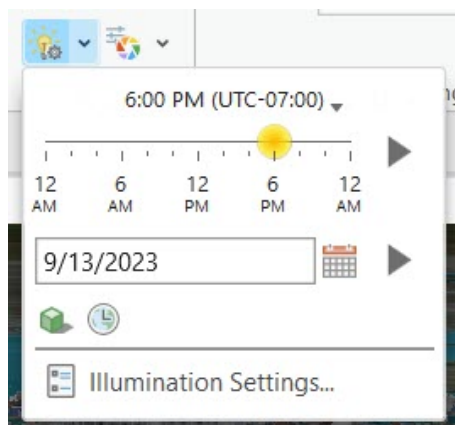 6:00 PM (UTC-07:00)
12 6 12 6 12
AM AM PM PM AM
9/13/2023
Illumination Settings...